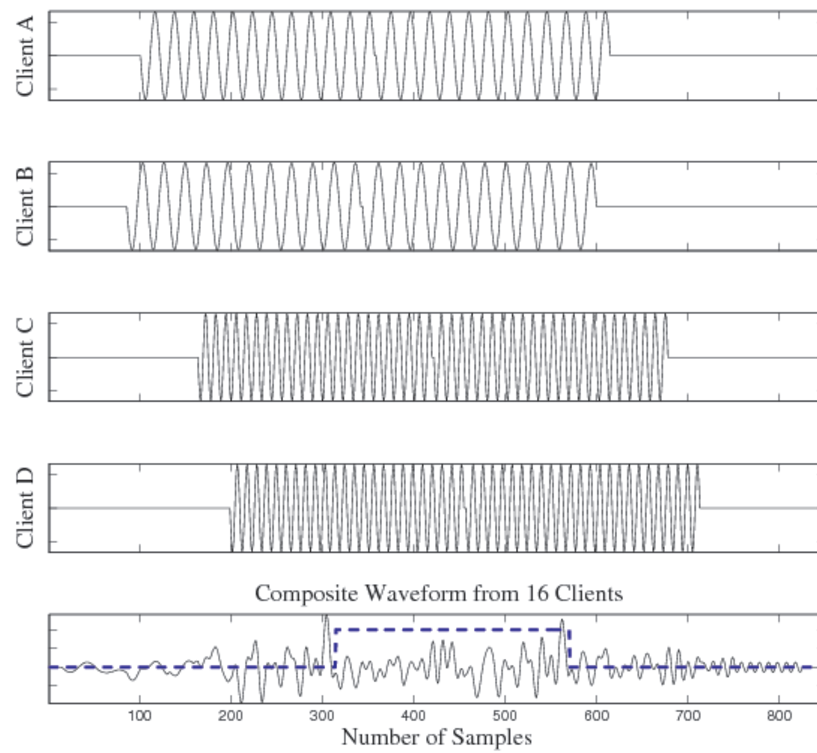 Client A
Client B
Client C
Client D
Composite Waveform from 16 Clients
100 200 300 400 500 600 700 800
Number of Samples